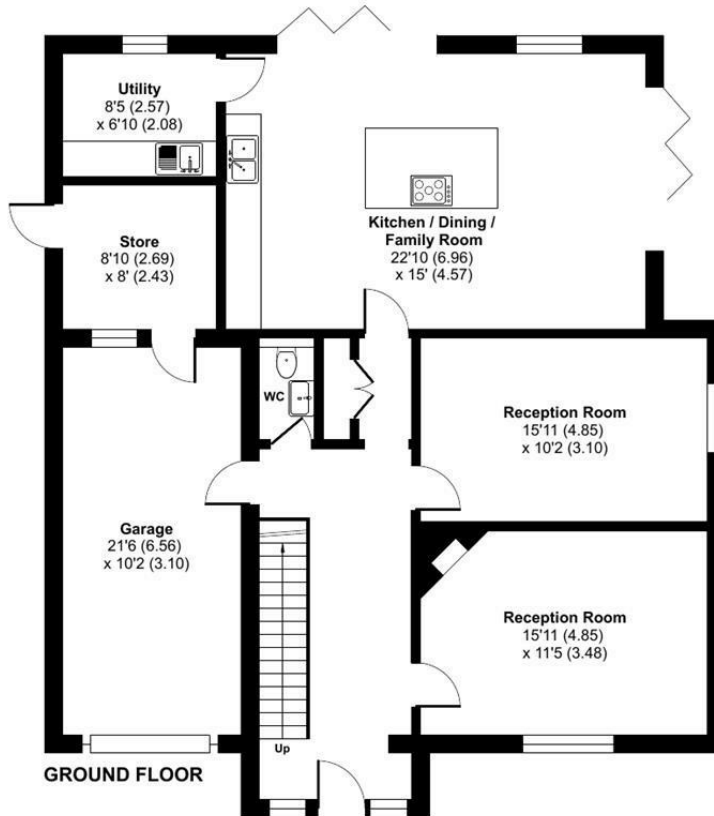 Utility
8'5 (2.57)
x 6'10 (2.08)
Kitchen / Dining /
Family Room
22'10 (6.96)
x 15' (4.57)
Store
8'10 (2.69)
x 8' (2.43)
WC
Reception Room
15'11 (4.85)
x 10'2 (3.10)
Garage
21'6 (6.56)
x 10'2 (3.10)
Reception Room
15'11 (4.85)
x 11'5 (3.48)
Up
GROUND FLOOR